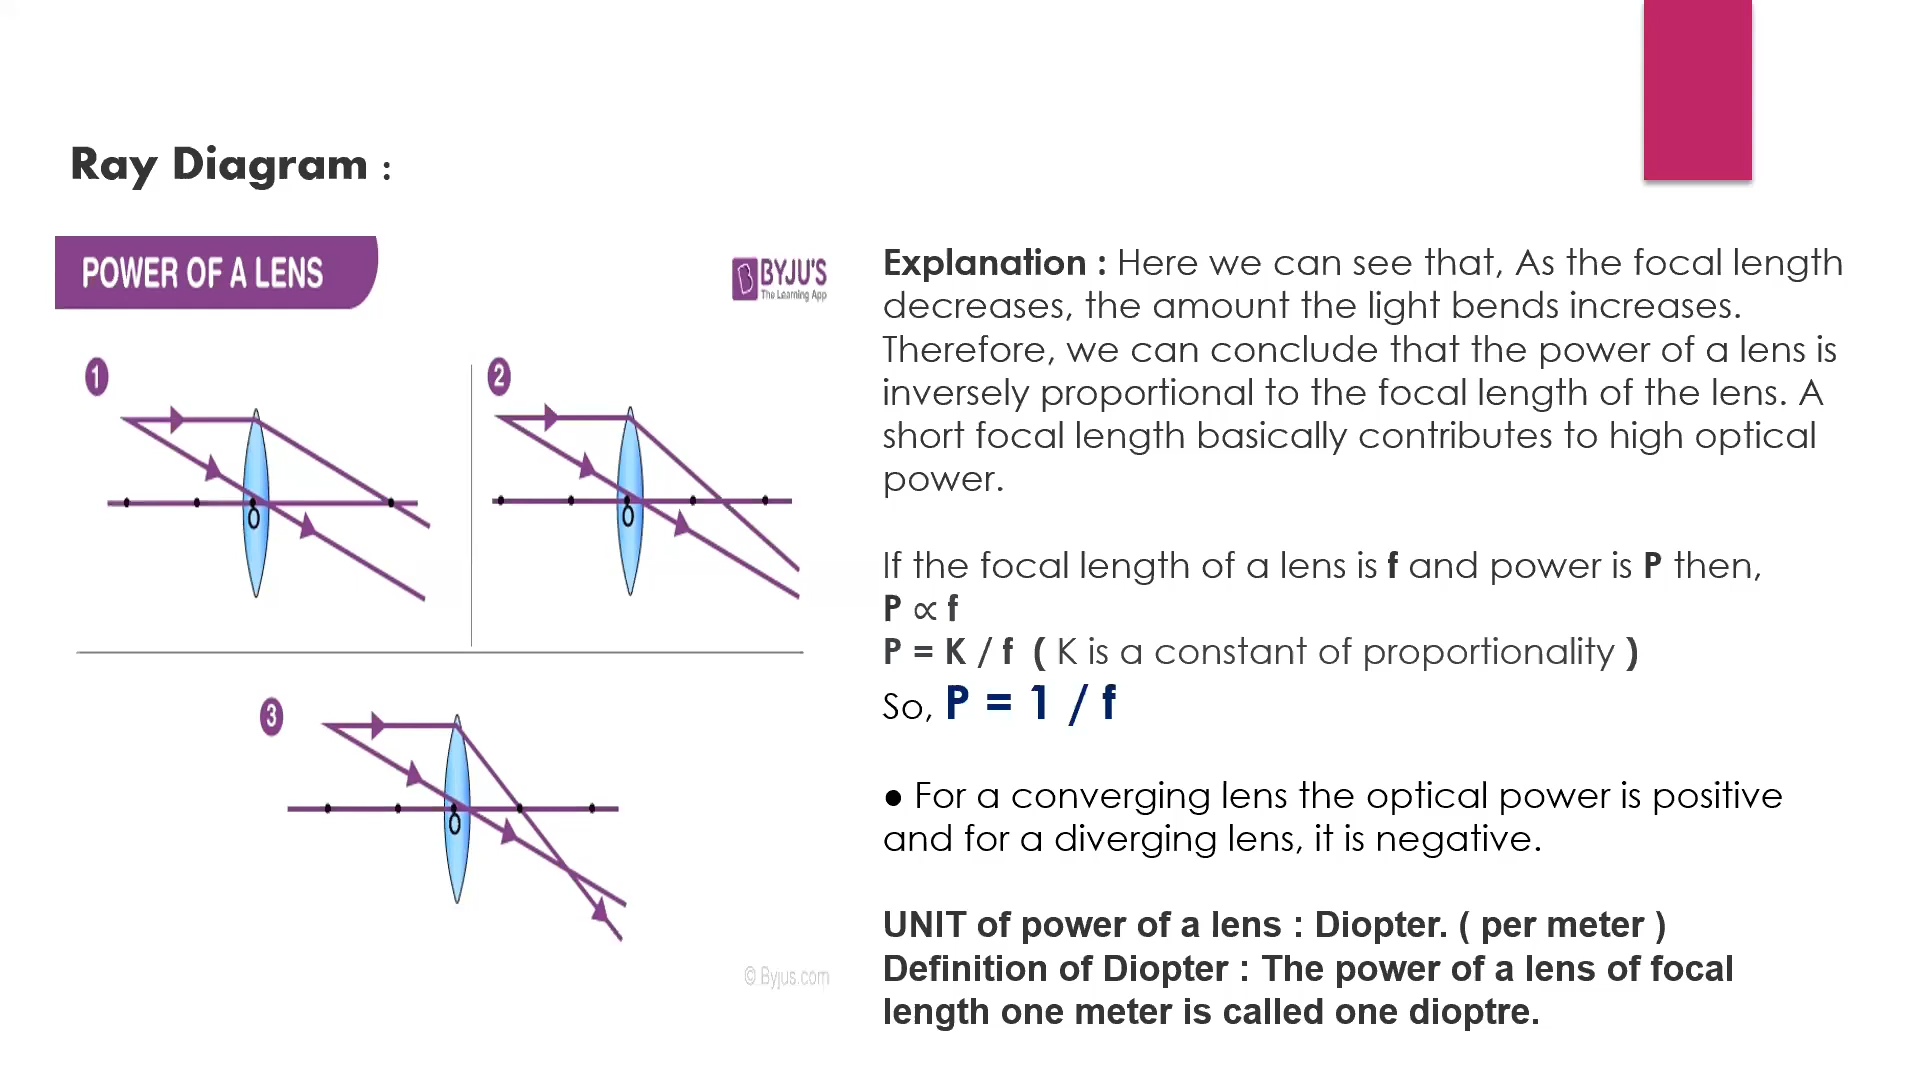 Ray Diagram :
POWER OF A LENS
BYJU'S
The Learning App
1
2
O
O
3
O
© Byjus.com
Explanation : Here we can see that, As the focal length
decreases, the amount the light bends increases.
Therefore, we can conclude that the power of a lens is
inversely proportional to the focal length of the lens. A
short focal length basically contributes to high optical
power.
If the focal length of a lens is f and power is P then,
P ∝ f
P = K / f ( K is a constant of proportionality )
So, P = 1 / f
● For a converging lens the optical power is positive
and for a diverging lens, it is negative.
UNIT of power of a lens : Diopter. ( per meter )
Definition of Diopter : The power of a lens of focal
length one meter is called one dioptre.